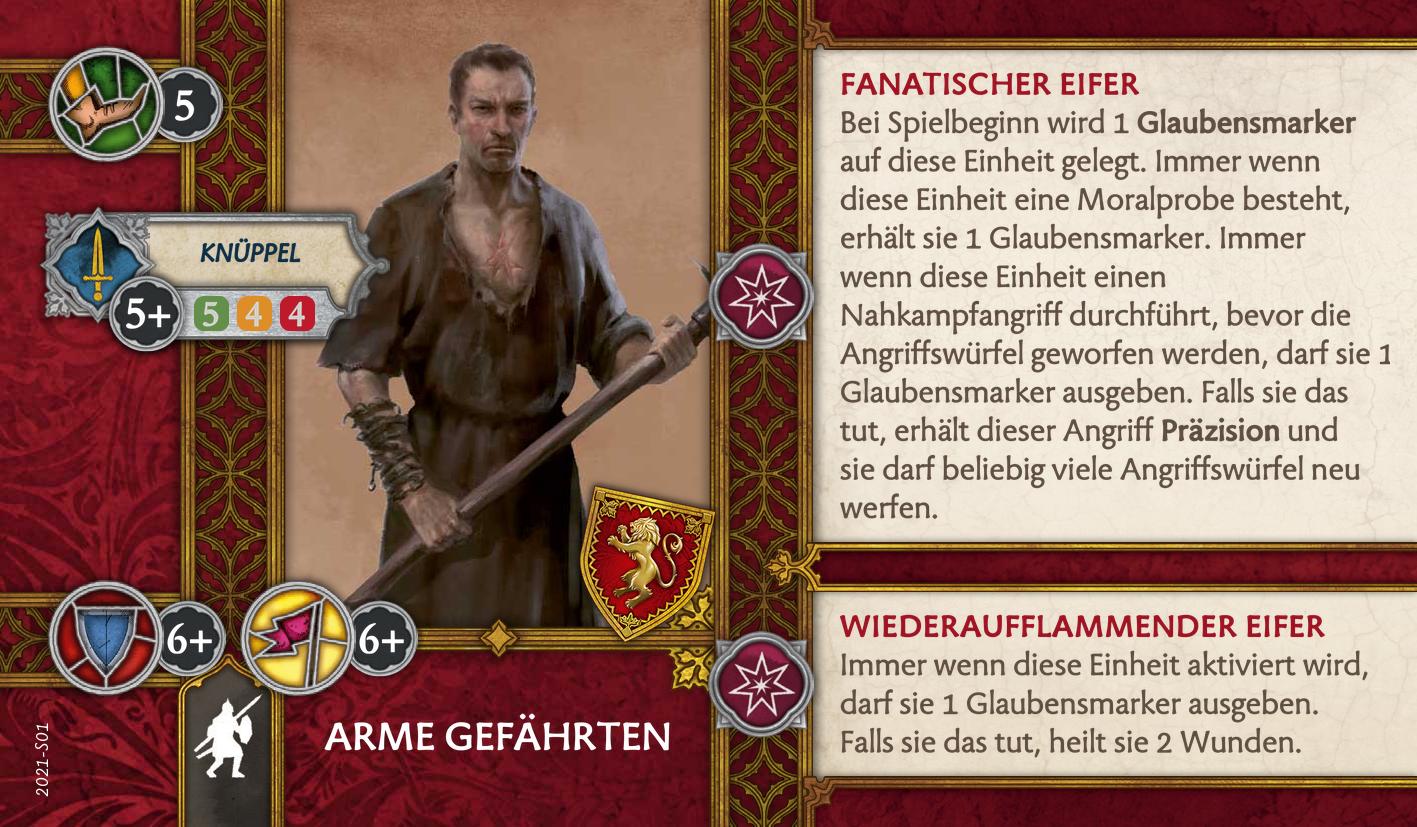 5
KNÜPPEL
5+ 5 4 4
6+ 6+
ARME GEFÄHRTEN
2021-S01
FANATISCHER EIFER
Bei Spielbeginn wird 1 Glaubensmarker
auf diese Einheit gelegt. Immer wenn
diese Einheit eine Moralprobe besteht,
erhält sie 1 Glaubensmarker. Immer
wenn diese Einheit einen
Nahkampfangriff durchführt, bevor die
Angriffswürfel geworfen werden, darf sie 1
Glaubensmarker ausgeben. Falls sie das
tut, erhält dieser Angriff Präzision und
sie darf beliebig viele Angriffswürfel neu
werfen.
WIEDERAUFFLAMMENDER EIFER
Immer wenn diese Einheit aktiviert wird,
darf sie 1 Glaubensmarker ausgeben.
Falls sie das tut, heilt sie 2 Wunden.